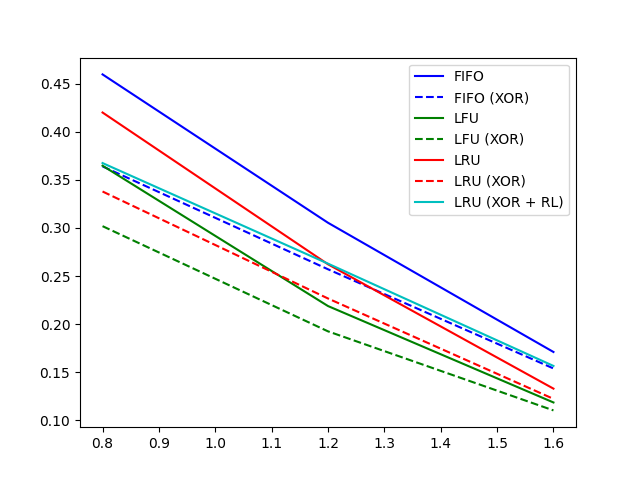 FIFO
FIFO (XOR)
LFU
LFU (XOR)
LRU
LRU (XOR)
LRU (XOR + RL)
0.45
0.40
0.35
0.30
0.25
0.20
0.15
0.10
0.8 0.9 1.0 1.1 1.2 1.3 1.4 1.5 1.6